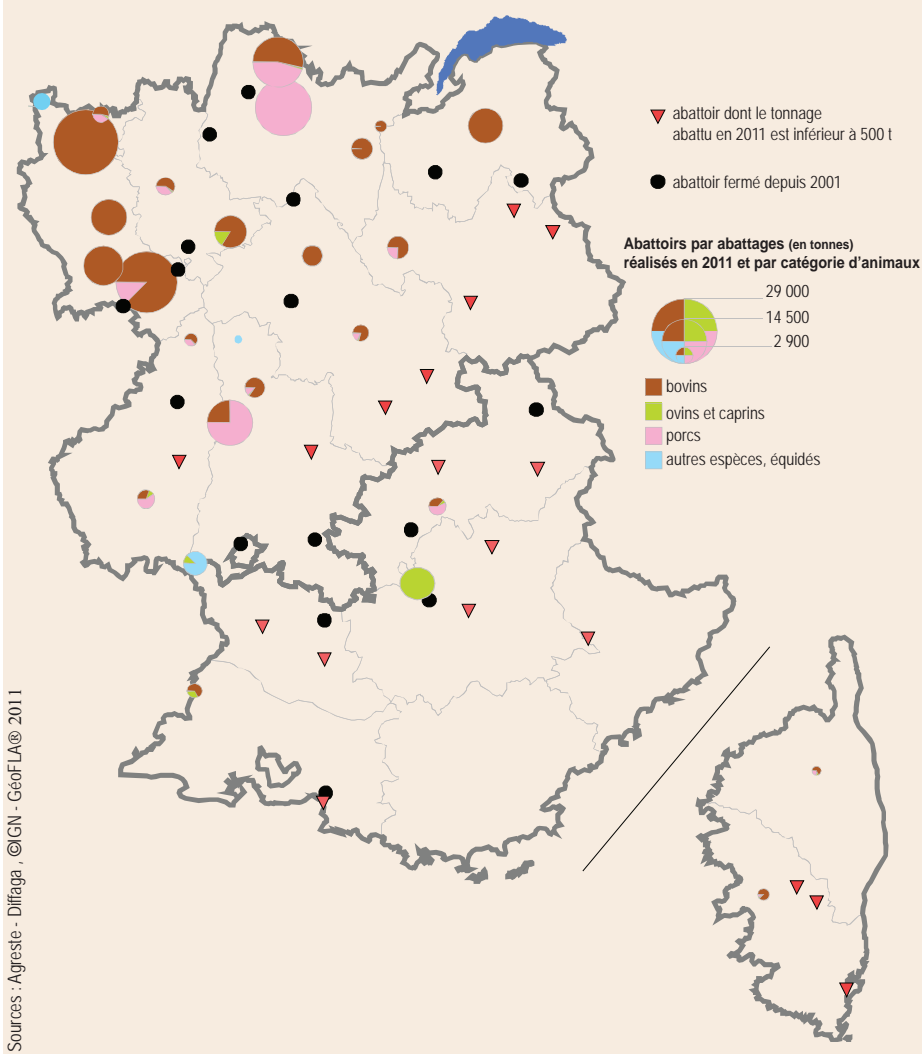 abattoir dont le tonnage
abattu en 2011 est inférieur à 500 t
abattoir fermé depuis 2001
Abattoirs par abattages (en tonnes)
réalisés en 2011 et par catégorie d'animaux
29 000
14 500
2 900
bovins
ovins et caprins
porcs
autres espèces, équidés
Sources : Agreste - Diffaga , ©IGN - GéoFLA® 2011